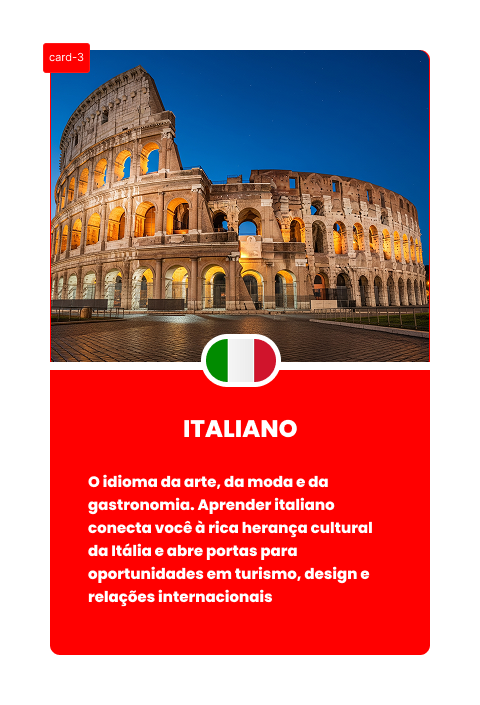 card-3
ITALIANO
O idioma da arte, da moda e da
gastronomia. Aprender italiano
conecta você à rica herança cultural
da Itália e abre portas para
oportunidades em turismo, design e
relações internacionais